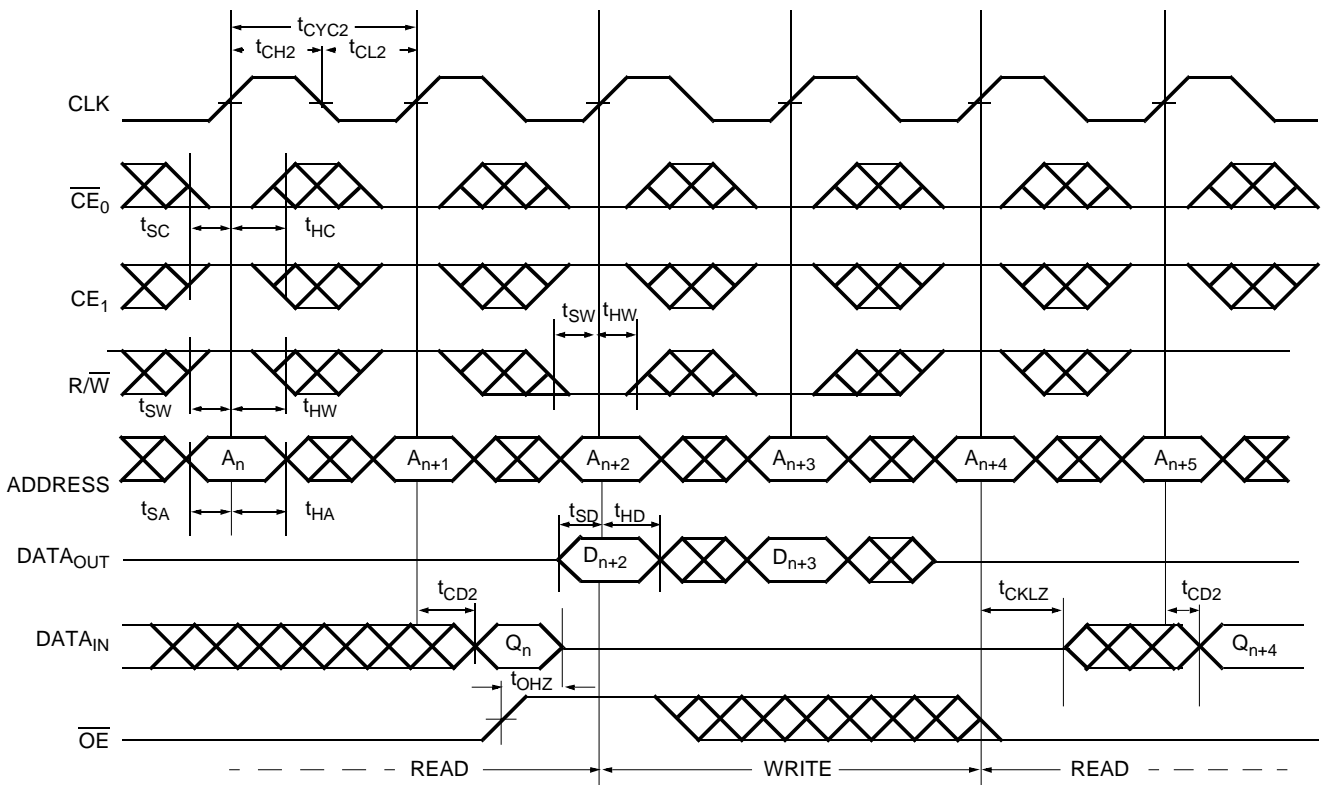 tCYC2
tCH2 tCL2
CLK
CE0
tSC tHC
CE1
tSW tHW
R/W
tSW tHW
An An+1 An+2 An+3 An+4 An+5
ADDRESS
tSA tHA tSD tHD
DATAOUT Dn+2 Dn+3
tCD2 tCKLZ tCD2
DATAIN Qn Qn+4
tOHZ
OE
READ WRITE READ